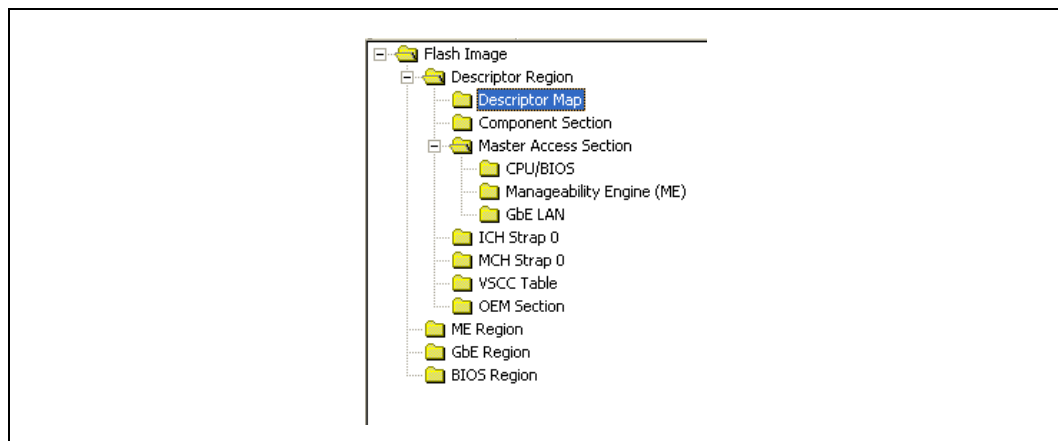 Flash Image
Descriptor Region
Descriptor Map
Component Section
Master Access Section
CPU/BIOS
Manageability Engine (ME)
GbE LAN
ICH Strap 0
MCH Strap 0
VSCC Table
OEM Section
ME Region
GbE Region
BIOS Region